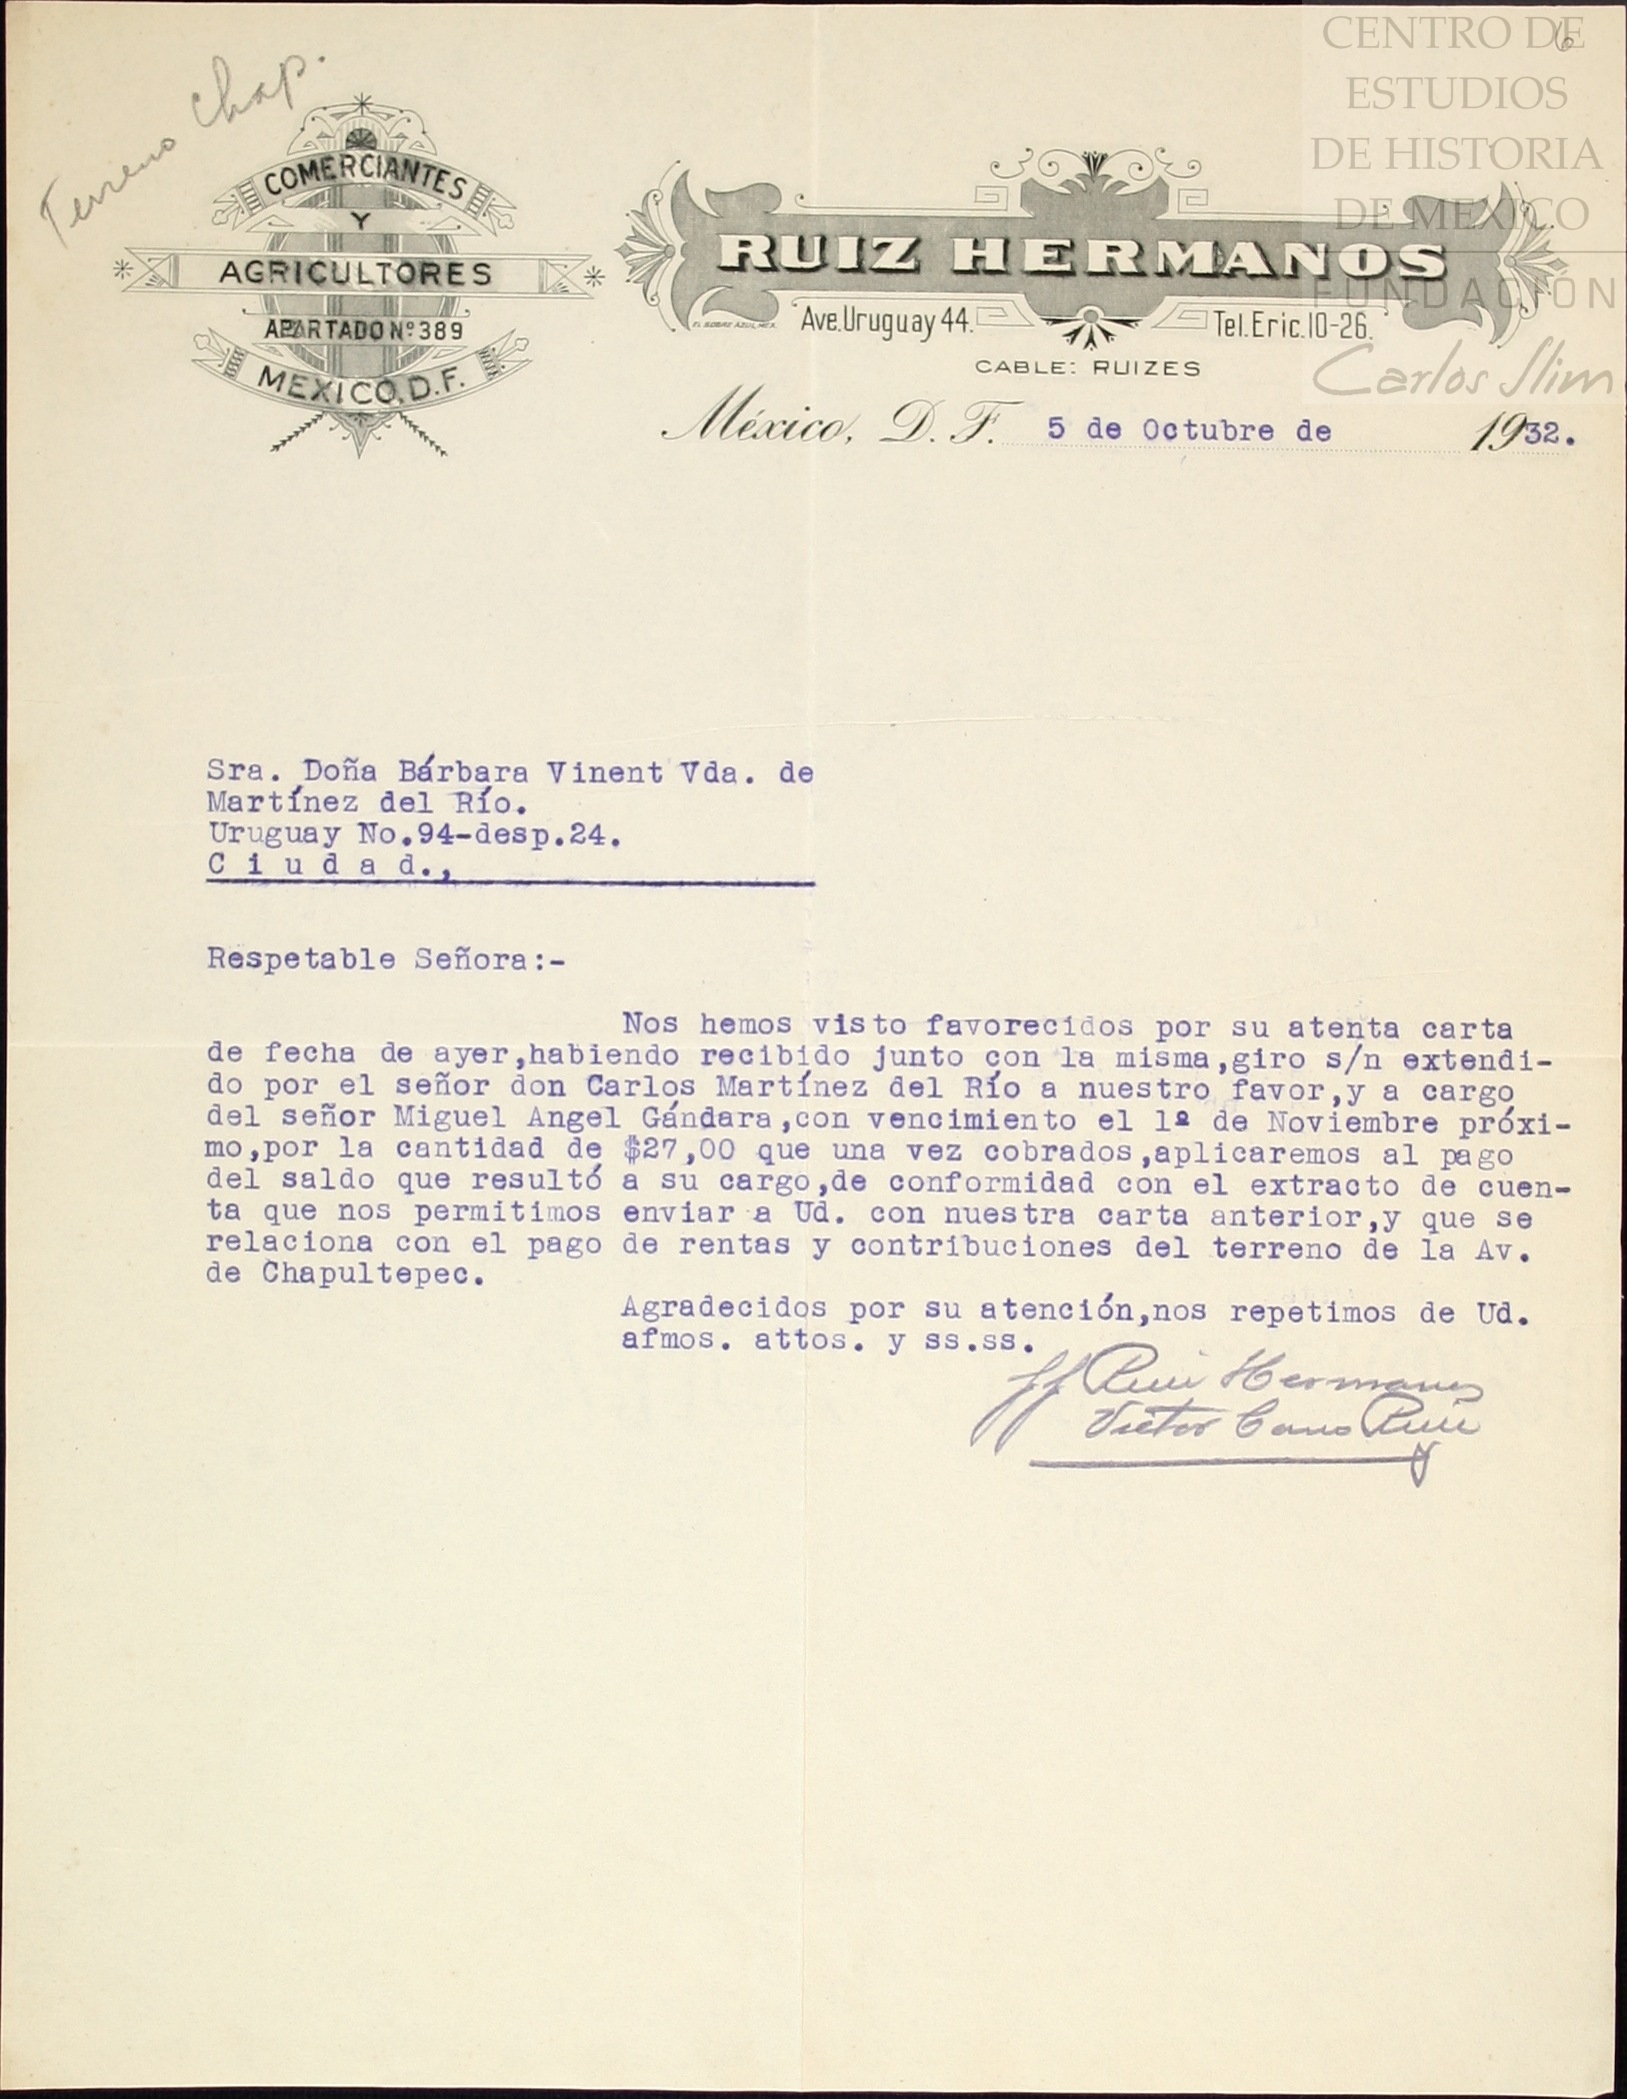 Terreno Chap.
6
CENTRO DE
ESTUDIOS
DE HISTORIA
DE MÉXICO
FUNDACIÓN
Carlos Slim
COMERCIANTES
Y
AGRICULTORES
APARTADO Nº 389
MEXICO, D.F.
RUIZ HERMANOS
EL SOBRE AZUL, MEX.
Ave. Uruguay 44.
Tel. Eric. 10-26.
CABLE: RUIZES
México, D. F. 5 de Octubre de 1932.
Sra. Doña Bárbara Vinent Vda. de
Martínez del Río.
Uruguay No.94-desp.24.
C i u d a d.,
Respetable Señora:-
Nos hemos visto favorecidos por su atenta carta
de fecha de ayer,habiendo recibido junto con la misma,giro s/n extendi-
do por el señor don Carlos Martínez del Río a nuestro favor,y a cargo
del señor Miguel Angel Gándara,con vencimiento el 1º de Noviembre próxi-
mo,por la cantidad de $27,00 que una vez cobrados,aplicaremos al pago
del saldo que resultó a su cargo,de conformidad con el extracto de cuen-
ta que nos permitimos enviar a Ud. con nuestra carta anterior,y que se
relaciona con el pago de rentas y contribuciones del terreno de la Av.
de Chapultepec.
Agradecidos por su atención,nos repetimos de Ud.
afmos. attos. y ss.ss.
Ruiz Hermanos
Victor Cano Ruiz